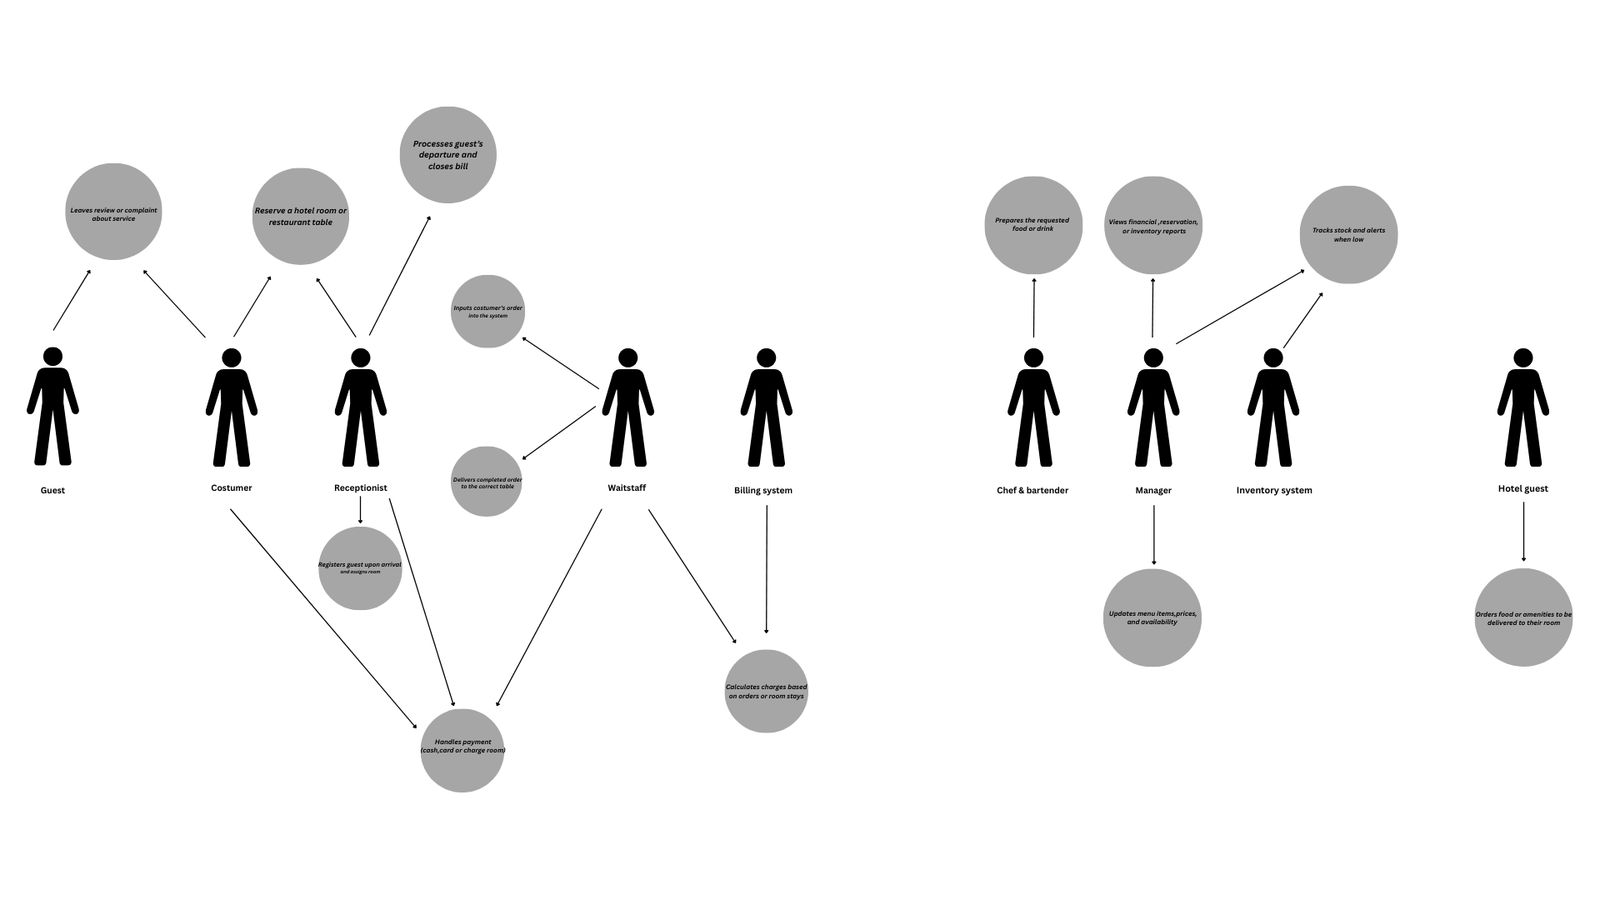 Processes guest's
departure and
closes bill
Leaves review or complaint
about service
Reserve a hotel room or
restaurant table
Inputs costumer's order
into the system
Delivers completed order
to the correct table
Guest
Costumer
Receptionist
Waitstaff
Billing system
Registers guest upon arrival
and assigns room
Calculates charges based
on orders or room stays
Handles payment
(cash,card or charge room)
Prepares the requested
food or drink
Views financial ,reservation,
or inventory reports
Tracks stock and alerts
when low
Chef & bartender
Manager
Inventory system
Hotel guest
Updates menu items,prices,
and availability
Orders food or amenities to be
delivered to their room